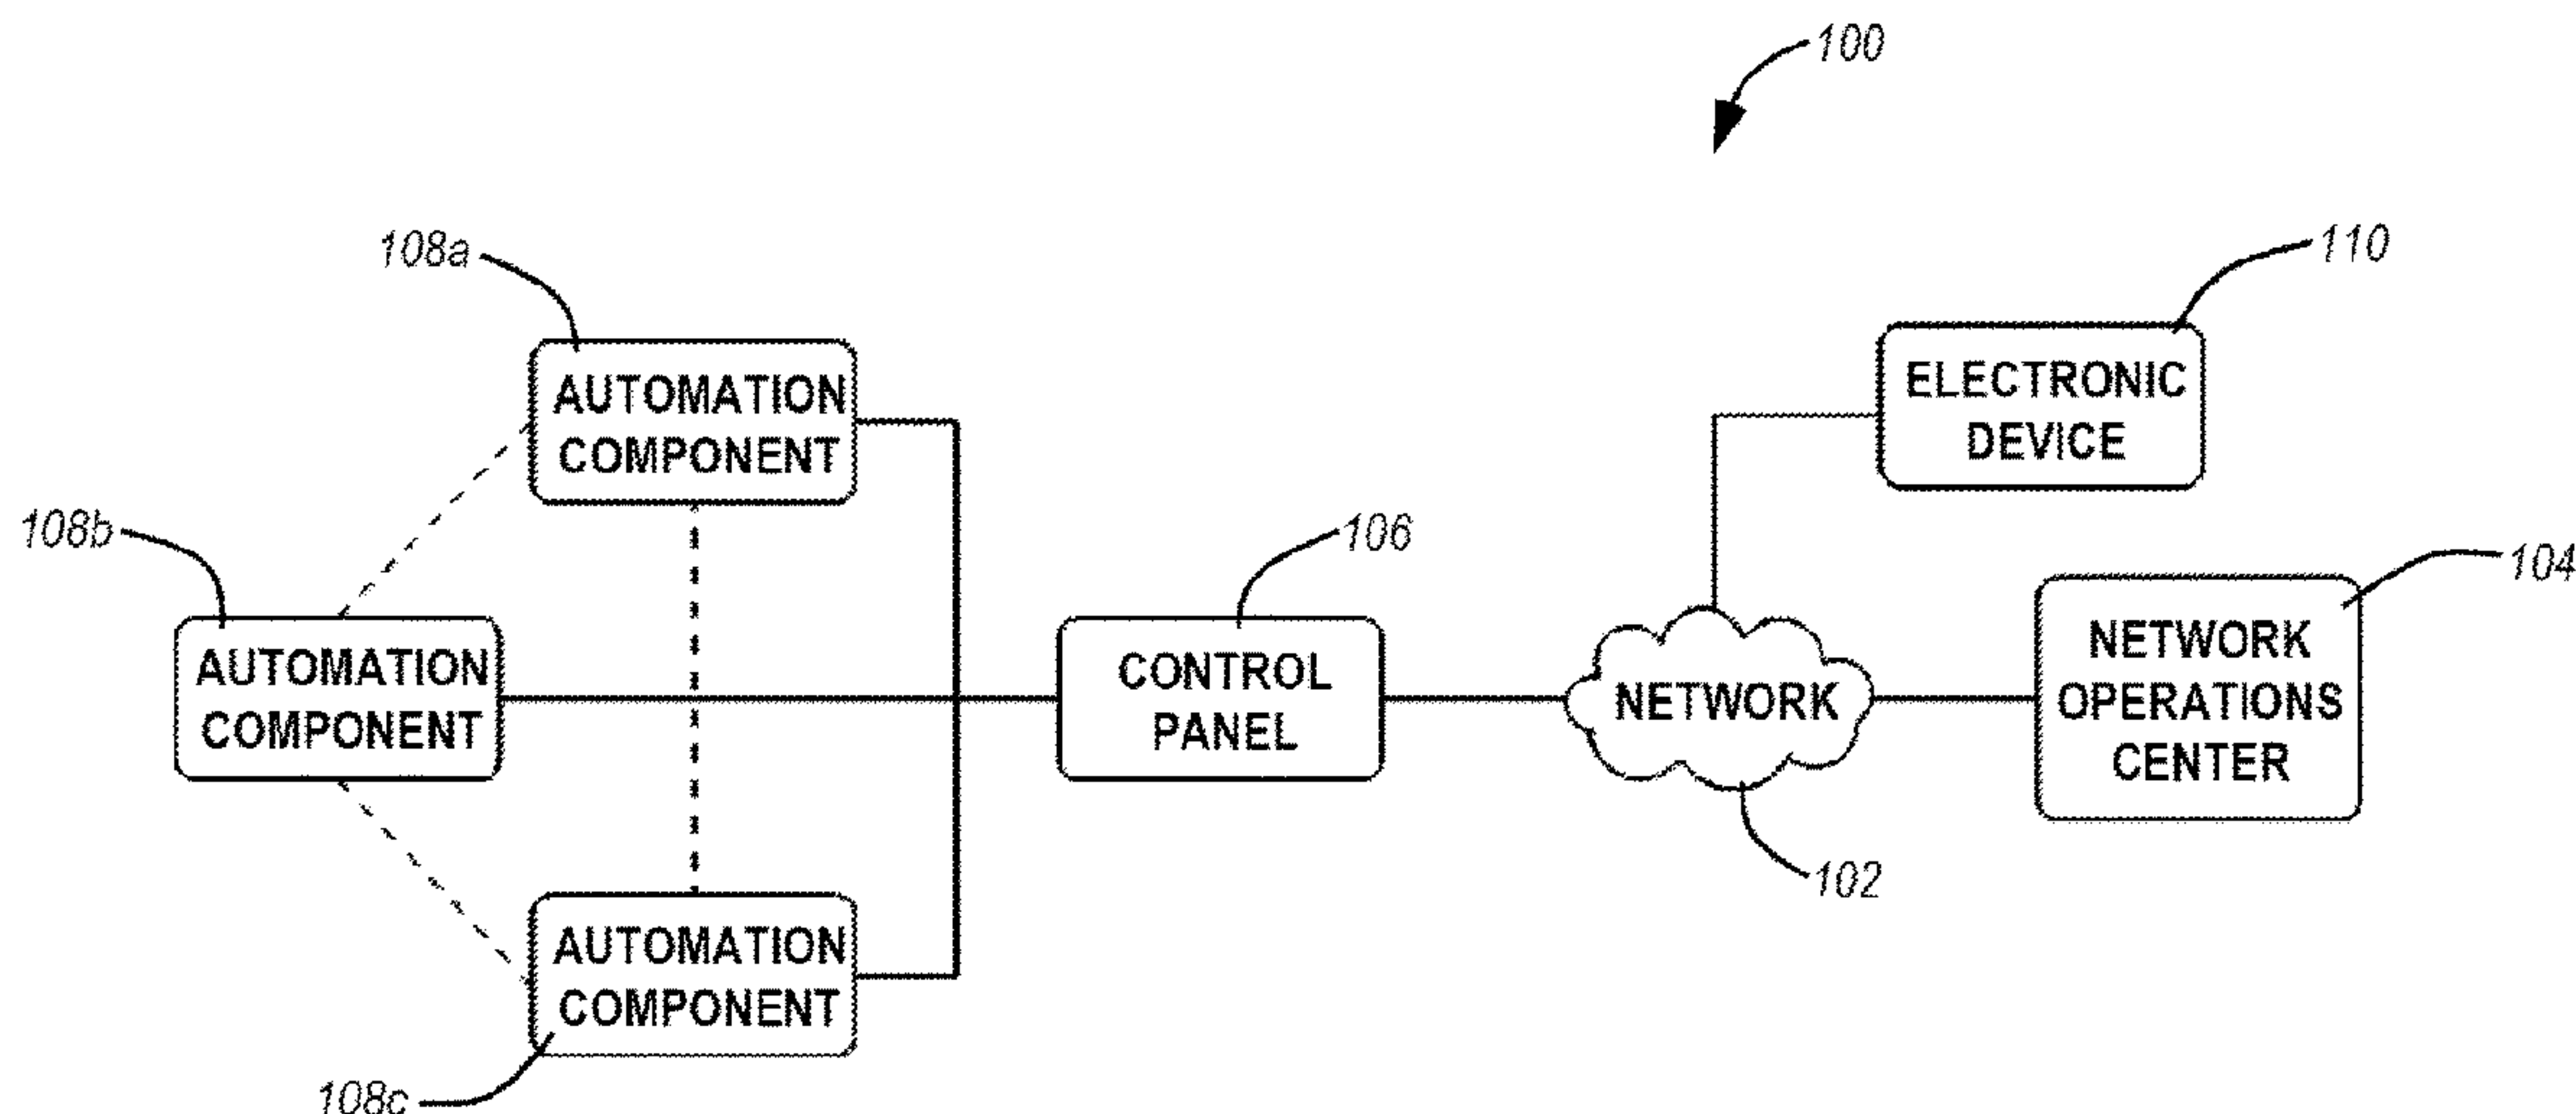 100
108a
110
AUTOMATION
COMPONENT
ELECTRONIC
DEVICE
108b
106
104
AUTOMATION
COMPONENT
CONTROL
PANEL
NETWORK
NETWORK
OPERATIONS
CENTER
102
AUTOMATION
COMPONENT
108c